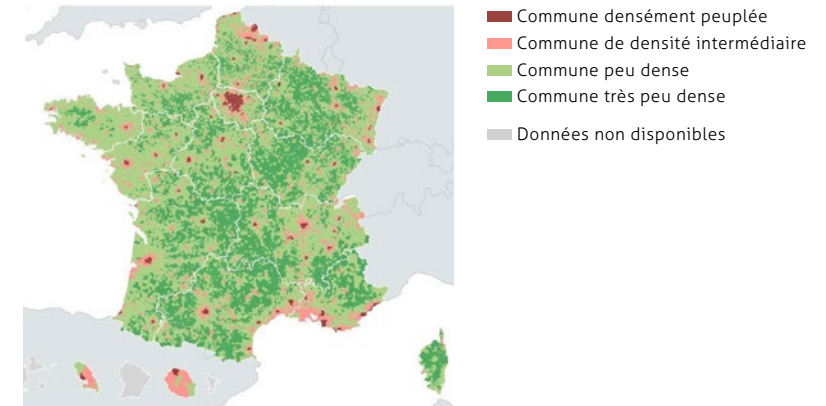 Commune densément peuplée
Commune de densité intermédiaire
Commune peu dense
Commune très peu dense
Données non disponibles